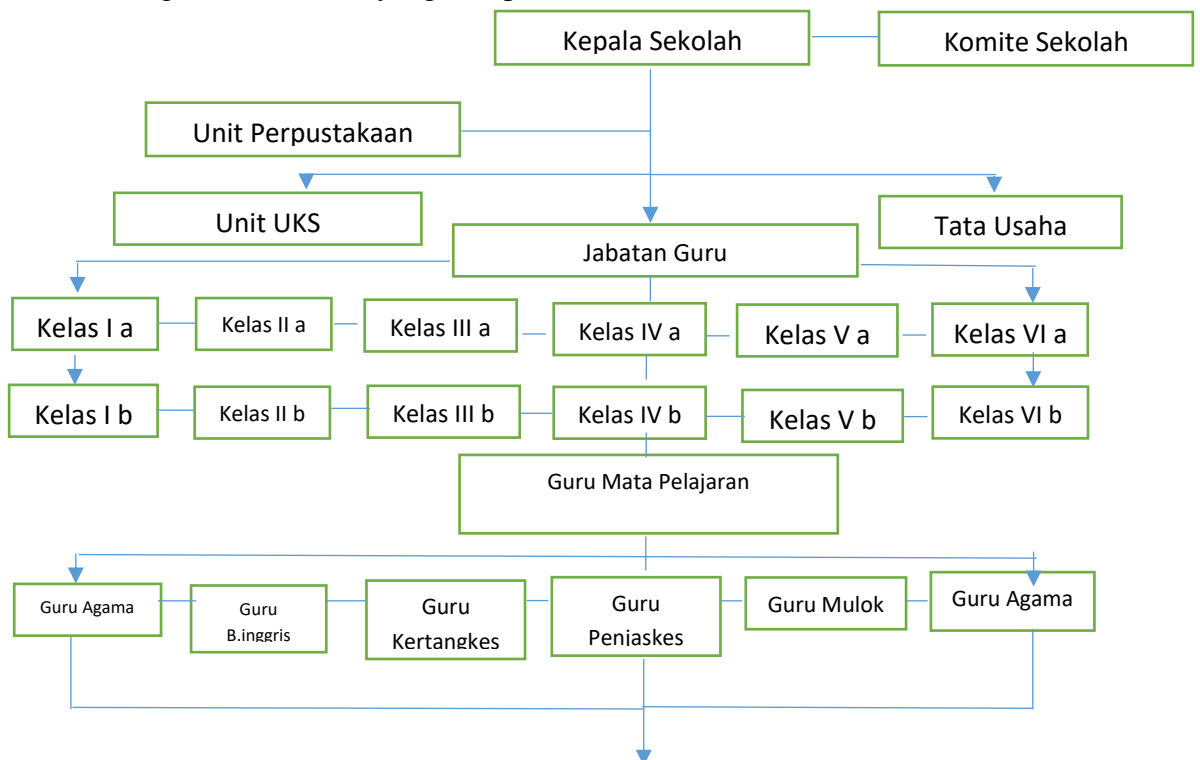 Kepala Sekolah
Komite Sekolah
Unit Perpustakaan
Unit UKS
Tata Usaha
Jabatan Guru
Kelas I a
Kelas II a
Kelas III a
Kelas IV a
Kelas V a
Kelas VI a
Kelas I b
Kelas II b
Kelas III b
Kelas IV b
Kelas V b
Kelas VI b
Guru Mata Pelajaran
Guru Agama
Guru
B.inggris
Guru
Kertangkes
Guru
Penjaskes
Guru Mulok
Guru Agama